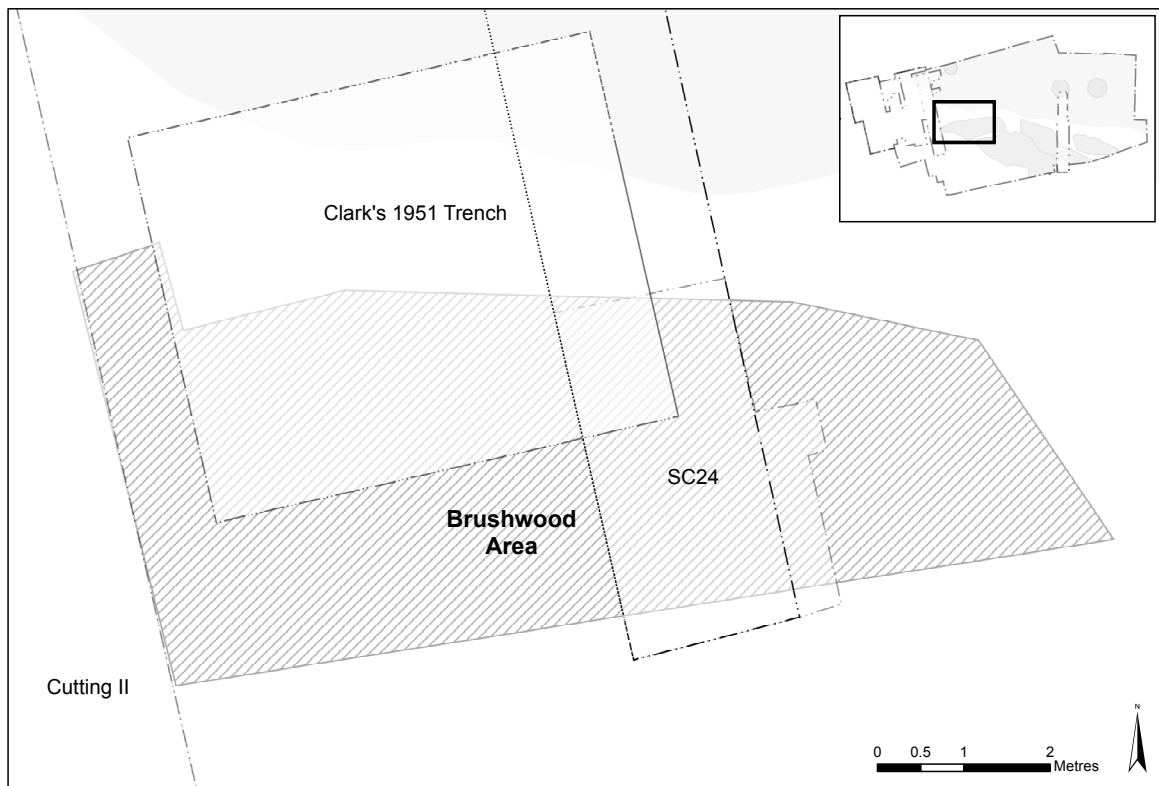 Clark's 1951 Trench
SC24
Brushwood
Area
Cutting II
N
0 0.5 1 2
Metres